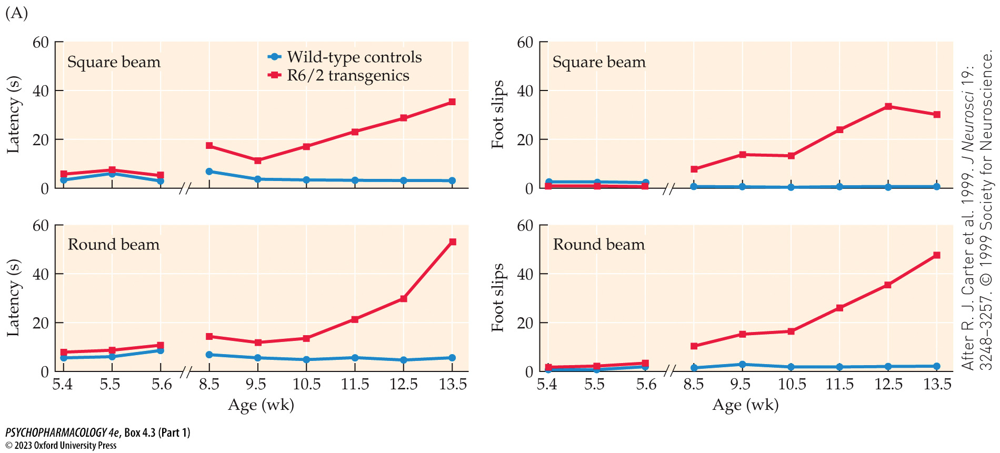 (A)
60
40
20
0
Latency (s)
Square beam
Wild-type controls
R6/2 transgenics
60
40
20
0
Foot slips
Square beam
60
40
20
0
Latency (s)
Round beam
5.4 5.5 5.6 8.5 9.5 10.5 11.5 12.5 13.5
Age (wk)
60
40
20
0
Foot slips
Round beam
5.4 5.5 5.6 8.5 9.5 10.5 11.5 12.5 13.5
Age (wk)
After R. J. Carter et al. 1999. J Neurosci 19:
3248–3257. © 1999 Society for Neuroscience.
PSYCHOPHARMACOLOGY 4e, Box 4.3 (Part 1)
© 2023 Oxford University Press